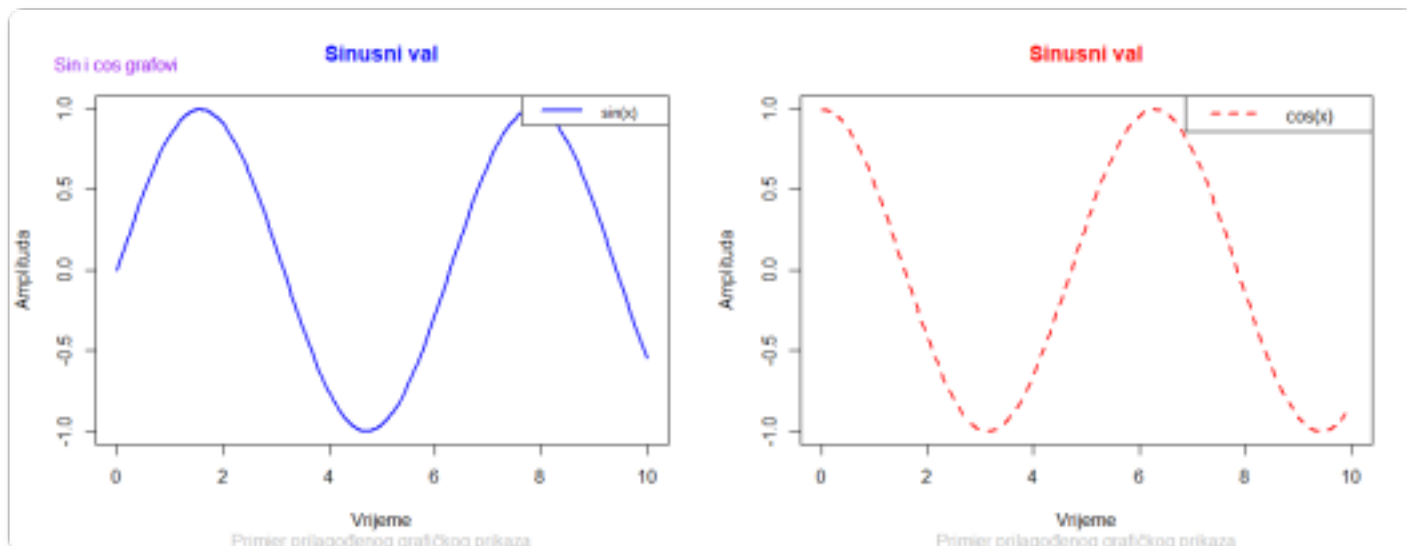 Sin i cos grafovi
Sinusni val
sin(x)
1.0
0.5
0.0
-0.5
-1.0
Amplituda
0 2 4 6 8 10
Vrijeme
Primjer prilagođenog grafičkog prikaza
Sinusni val
cos(x)
1.0
0.5
0.0
-0.5
-1.0
Amplituda
0 2 4 6 8 10
Vrijeme
Primjer prilagođenog grafičkog prikaza